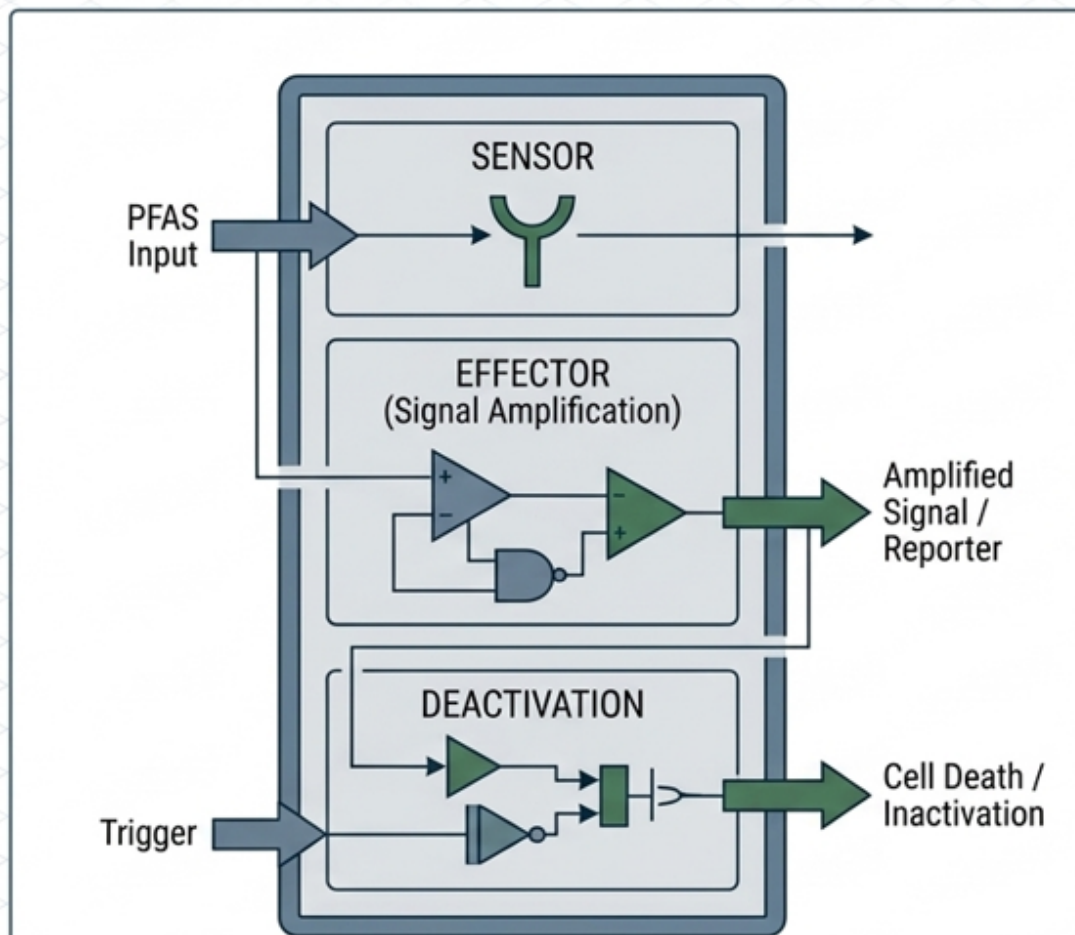 SENSOR
PFAS
Input
EFFECTOR
(Signal Amplification)
+
−
−
+
Amplified
Signal /
Reporter
DEACTIVATION
Trigger
Cell Death /
Inactivation